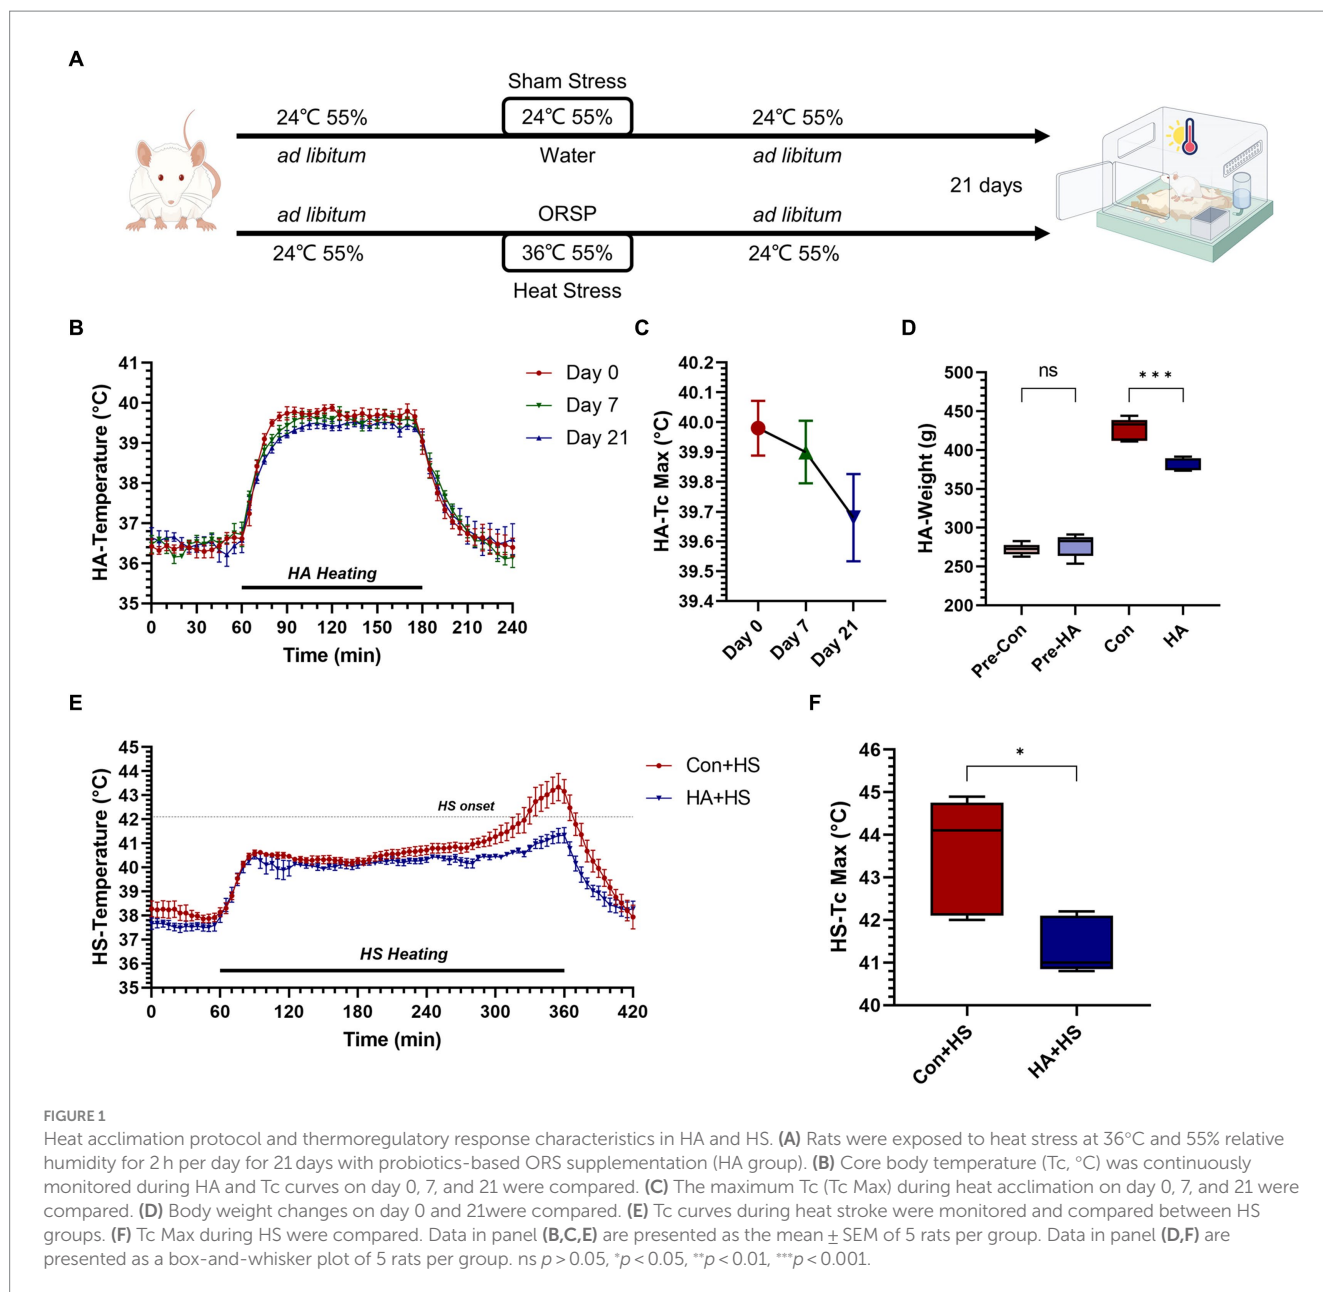 A
Sham Stress
24℃ 55%
24℃ 55%
24℃ 55%
ad libitum
Water
ad libitum
21 days
ad libitum
ORSP
ad libitum
24℃ 55%
36℃ 55%
24℃ 55%
Heat Stress
B
HA-Temperature (°C)
41
40
39
38
37
36
35
Day 0
Day 7
Day 21
HA Heating
0 30 60 90 120 150 180 210 240
Time (min)
C
HA-Tc Max (°C)
40.2
40.1
40.0
39.9
39.8
39.7
39.6
39.5
39.4
Day 0
Day 7
Day 21
D
HA-Weight (g)
500
450
400
350
300
250
200
ns
***
Pre-Con
Pre-HA
Con
HA
E
HS-Temperature (°C)
45
44
43
42
41
40
39
38
37
36
35
Con+HS
HA+HS
HS onset
HS Heating
0 60 120 180 240 300 360 420
Time (min)
F
HS-Tc Max (°C)
46
45
44
43
42
41
40
*
Con+HS
HA+HS
FIGURE 1
Heat acclimation protocol and thermoregulatory response characteristics in HA and HS. (A) Rats were exposed to heat stress at 36°C and 55% relative
humidity for 2 h per day for 21 days with probiotics-based ORS supplementation (HA group). (B) Core body temperature (Tc, °C) was continuously
monitored during HA and Tc curves on day 0, 7, and 21 were compared. (C) The maximum Tc (Tc Max) during heat acclimation on day 0, 7, and 21 were
compared. (D) Body weight changes on day 0 and 21were compared. (E) Tc curves during heat stroke were monitored and compared between HS
groups. (F) Tc Max during HS were compared. Data in panel (B,C,E) are presented as the mean ± SEM of 5 rats per group. Data in panel (D,F) are
presented as a box-and-whisker plot of 5 rats per group. ns p > 0.05, *p < 0.05, **p < 0.01, ***p < 0.001.